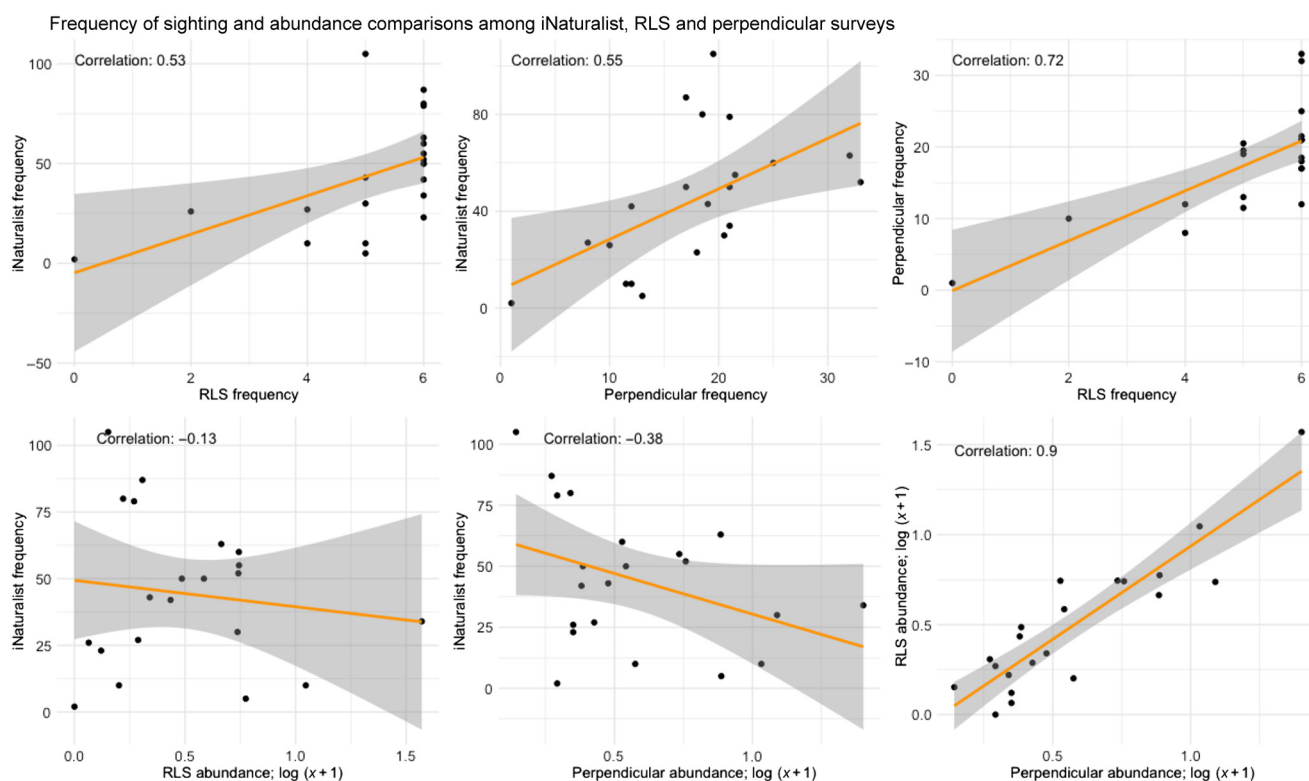 Frequency of sighting and abundance comparisons among iNaturalist, RLS and perpendicular surveys
Correlation: 0.53
100
50
0
−50
iNaturalist frequency
0 2 4 6
RLS frequency
Correlation: 0.55
80
40
0
iNaturalist frequency
0 10 20 30
Perpendicular frequency
Correlation: 0.72
30
20
10
0
−10
Perpendicular frequency
0 2 4 6
RLS frequency
Correlation: −0.13
100
75
50
25
0
iNaturalist frequency
0.0 0.5 1.0 1.5
RLS abundance; log (x + 1)
Correlation: −0.38
100
75
50
25
0
iNaturalist frequency
0.5 1.0
Perpendicular abundance; log (x + 1)
Correlation: 0.9
1.5
1.0
0.5
0.0
RLS abundance; log (x + 1)
0.5 1.0
Perpendicular abundance; log (x + 1)